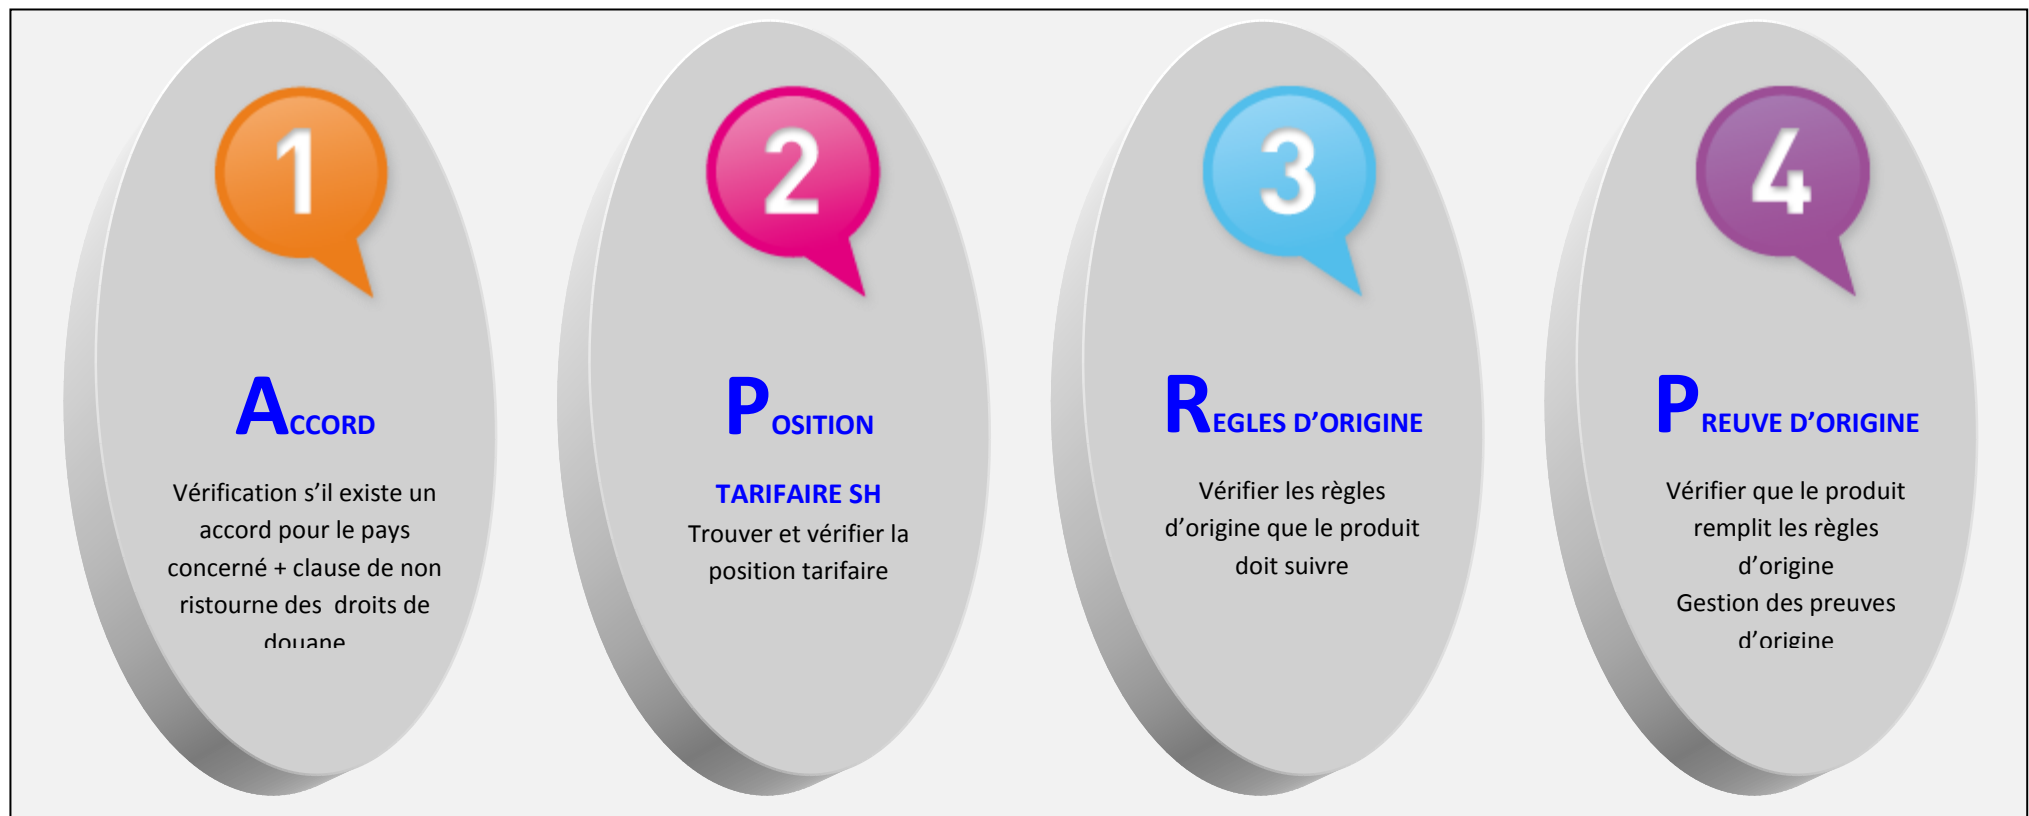 1
ACCORD
Vérification s’il existe un
accord pour le pays
concerné + clause de non
ristourne des droits de
douane
2
POSITION
TARIFAIRE SH
Trouver et vérifier la
position tarifaire
3
REGLES D’ORIGINE
Vérifier les règles
d’origine que le produit
doit suivre
4
PREUVE D’ORIGINE
Vérifier que le produit
remplit les règles
d’origine
Gestion des preuves
d’origine